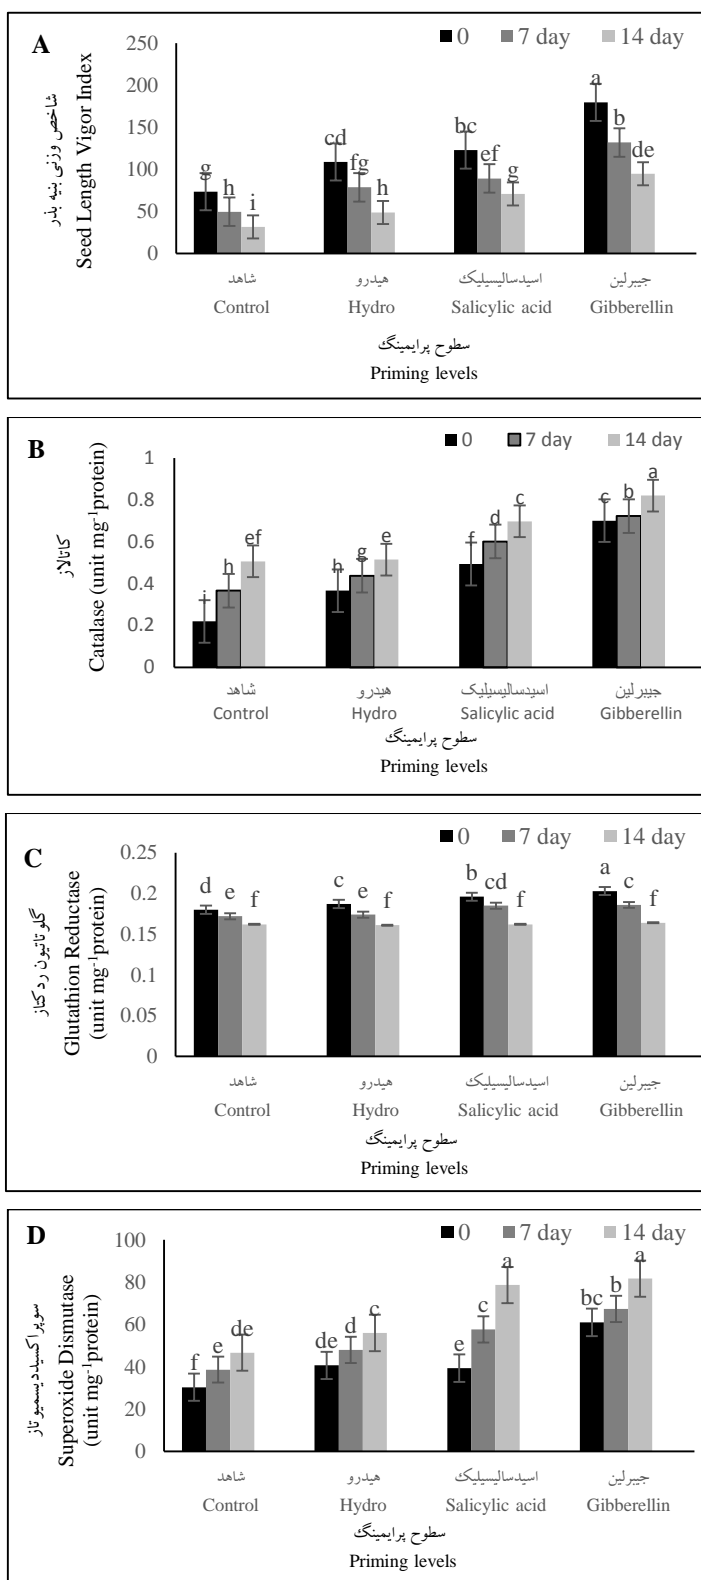 A
■ 0 ■ 7 day ■ 14 day
شاخص وزنی بنیه بذر
Seed Length Vigor Index
250
200
150
100
50
0
g h i cd fg h bc ef g a b de
شاهد هیدرو اسیدسالیسیلیک جیبرلین
Control Hydro Salicylic acid Gibberellin
سطوح پرایمینگ
Priming levels
B
■ 0 ■ 7 day ■ 14 day
کاتالاز
Catalase (unit mg⁻¹protein)
1
0.8
0.6
0.4
0.2
0
i h ef h g e f d c c b a
شاهد هیدرو اسیدسالیسیلیک جیبرلین
Control Hydro Salicylic acid Gibberellin
سطوح پرایمینگ
Priming levels
C
■ 0 ■ 7 day ■ 14 day
گلوتاتیون ردکتاز
Glutathion Reductase
(unit mg⁻¹protein)
0.25
0.2
0.15
0.1
0.05
0
d e f c e f b cd f a c f
شاهد هیدرو اسیدسالیسیلیک جیبرلین
Control Hydro Salicylic acid Gibberellin
سطوح پرایمینگ
Priming levels
D
■ 0 ■ 7 day ■ 14 day
سوپراکسیددیسمیوتاز
Superoxide Dismutase
(unit mg⁻¹protein)
100
80
60
40
20
0
f e de de d c e c a bc b a
شاهد هیدرو اسیدسالیسیلیک جیبرلین
Control Hydro Salicylic acid Gibberellin
سطوح پرایمینگ
Priming levels